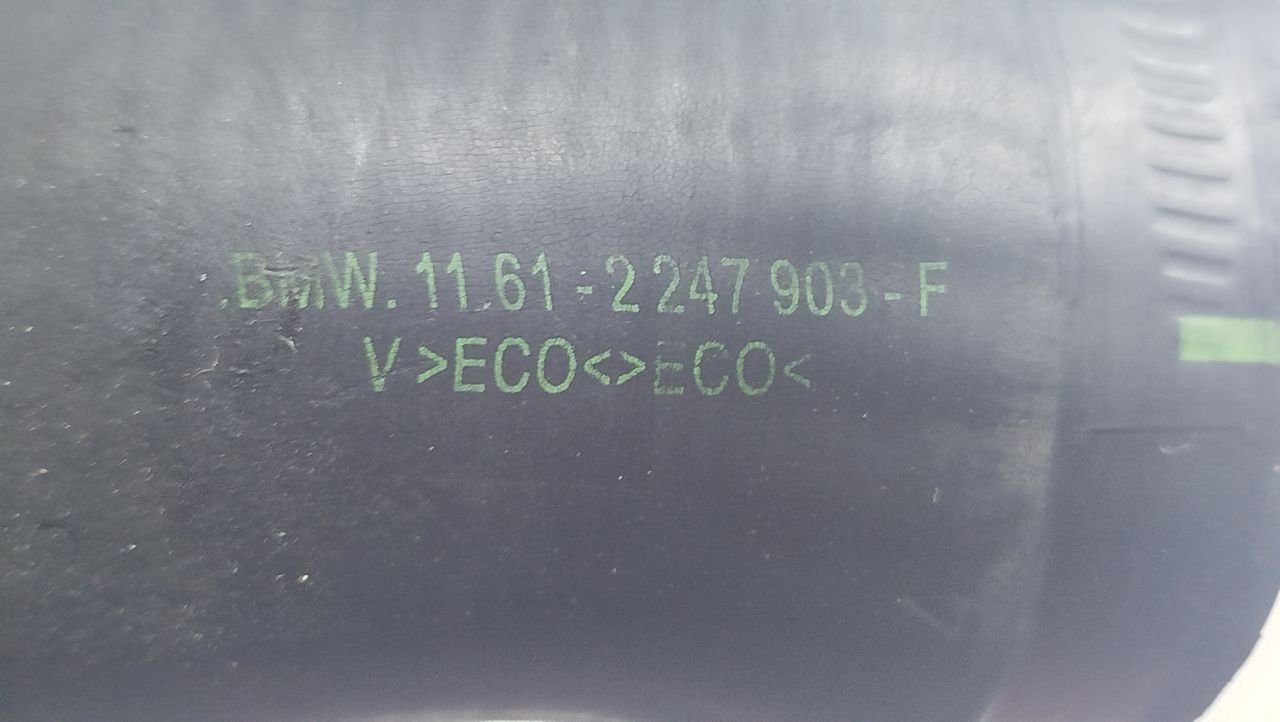 .BMW. 11.61 - 2 247 903 - F
V >ECO<>ECO<